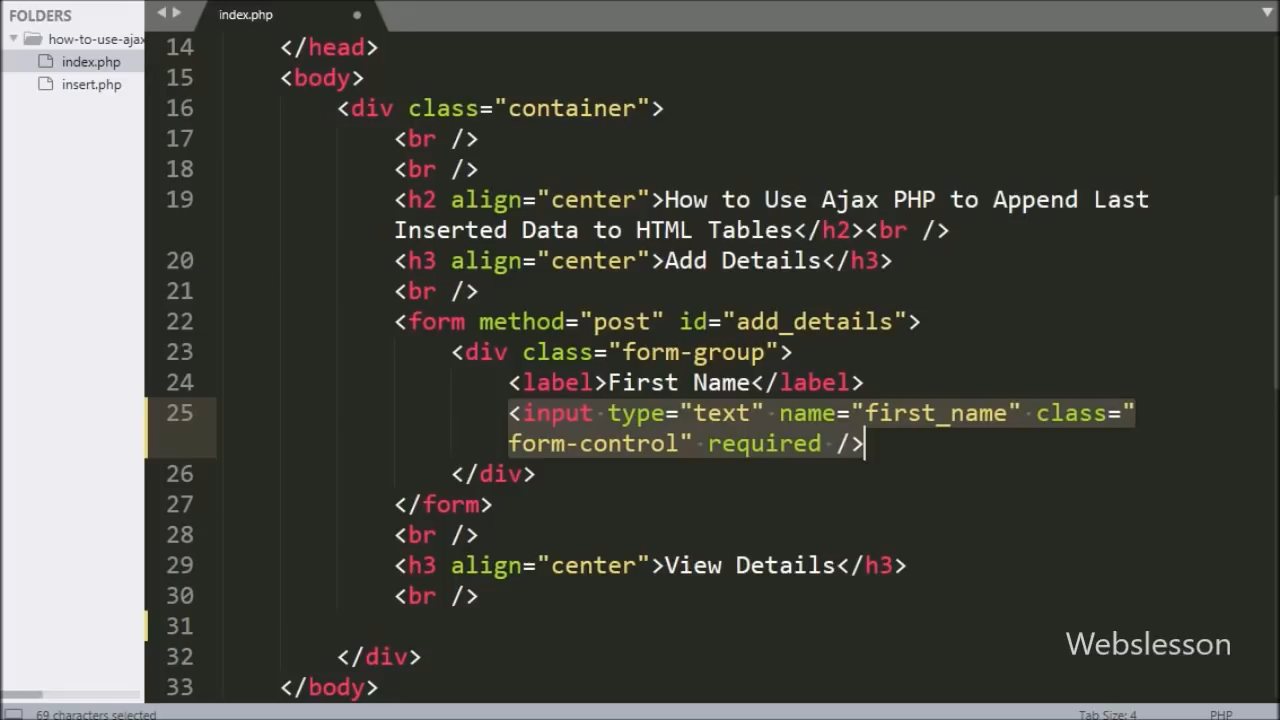 FOLDERS
how-to-use-ajax
index.php
insert.php
index.php
14 </head>
15 <body>
16 <div class="container">
17 <br />
18 <br />
19 <h2 align="center">How to Use Ajax PHP to Append Last
Inserted Data to HTML Tables</h2><br />
20 <h3 align="center">Add Details</h3>
21 <br />
22 <form method="post" id="add_details">
23 <div class="form-group">
24 <label>First Name</label>
25 <input type="text" name="first_name" class="
form-control" required />
26 </div>
27 </form>
28 <br />
29 <h3 align="center">View Details</h3>
30 <br />
31
32 </div>
33 </body>
Webslesson
69 characters selected
Tab Size: 4
PHP